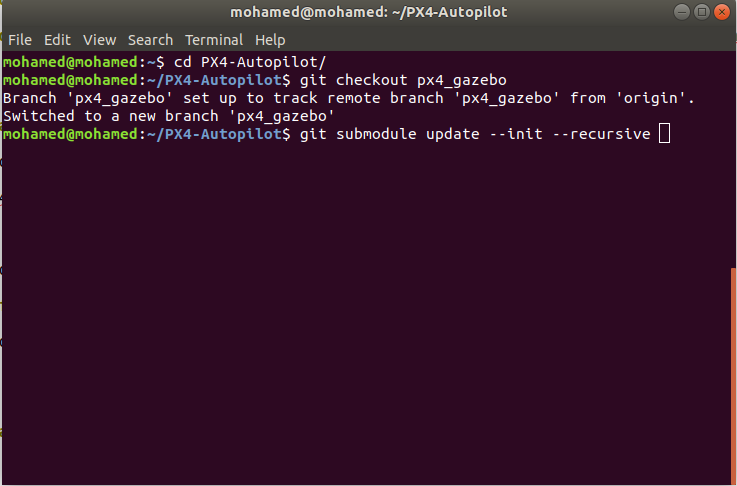 mohamed@mohamed: ~/PX4-Autopilot
File Edit View Search Terminal Help
mohamed@mohamed:~$ cd PX4-Autopilot/
mohamed@mohamed:~/PX4-Autopilot$ git checkout px4_gazebo
Branch 'px4_gazebo' set up to track remote branch 'px4_gazebo' from 'origin'.
Switched to a new branch 'px4_gazebo'
mohamed@mohamed:~/PX4-Autopilot$ git submodule update --init --recursive